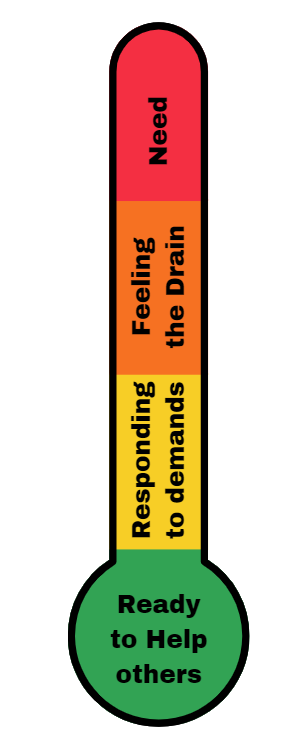 Need
Feeling
the Drain
Responding
to demands
Ready
to Help
others